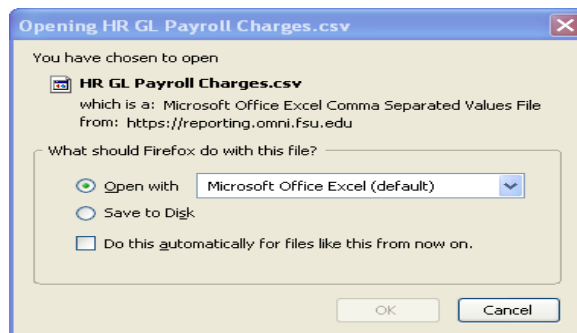 Opening HR GL Payroll Charges.csv
You have chosen to open
HR GL Payroll Charges.csv
which is a: Microsoft Office Excel Comma Separated Values File
from: https://reporting.omni.fsu.edu
What should Firefox do with this file?
Open with Microsoft Office Excel (default)
Save to Disk
Do this automatically for files like this from now on.
OK Cancel